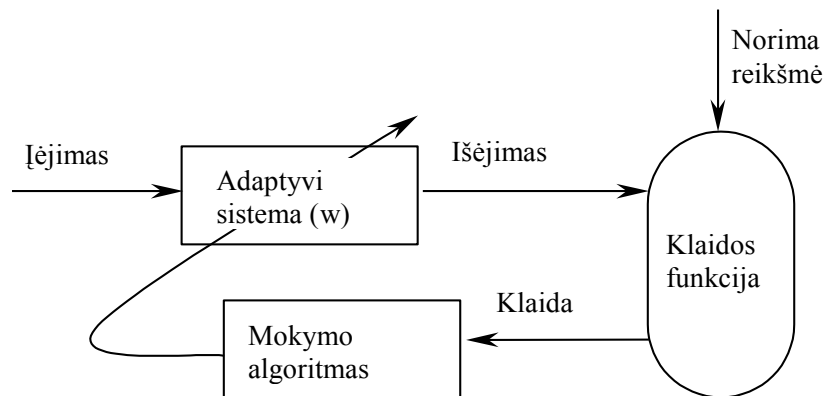 Norima
reikšmė
Įėjimas
Adaptyvi
sistema (w)
Išėjimas
Klaidos
funkcija
Klaida
Mokymo
algoritmas